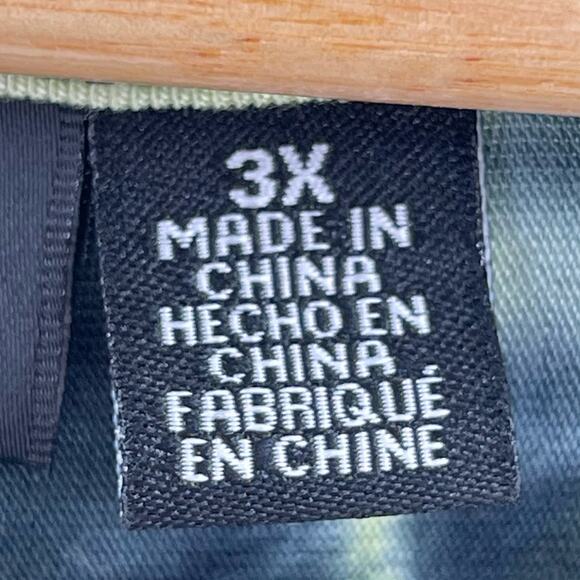 3X
MADE IN
CHINA
HECHO EN
CHINA
FABRIQUÉ
EN CHINE